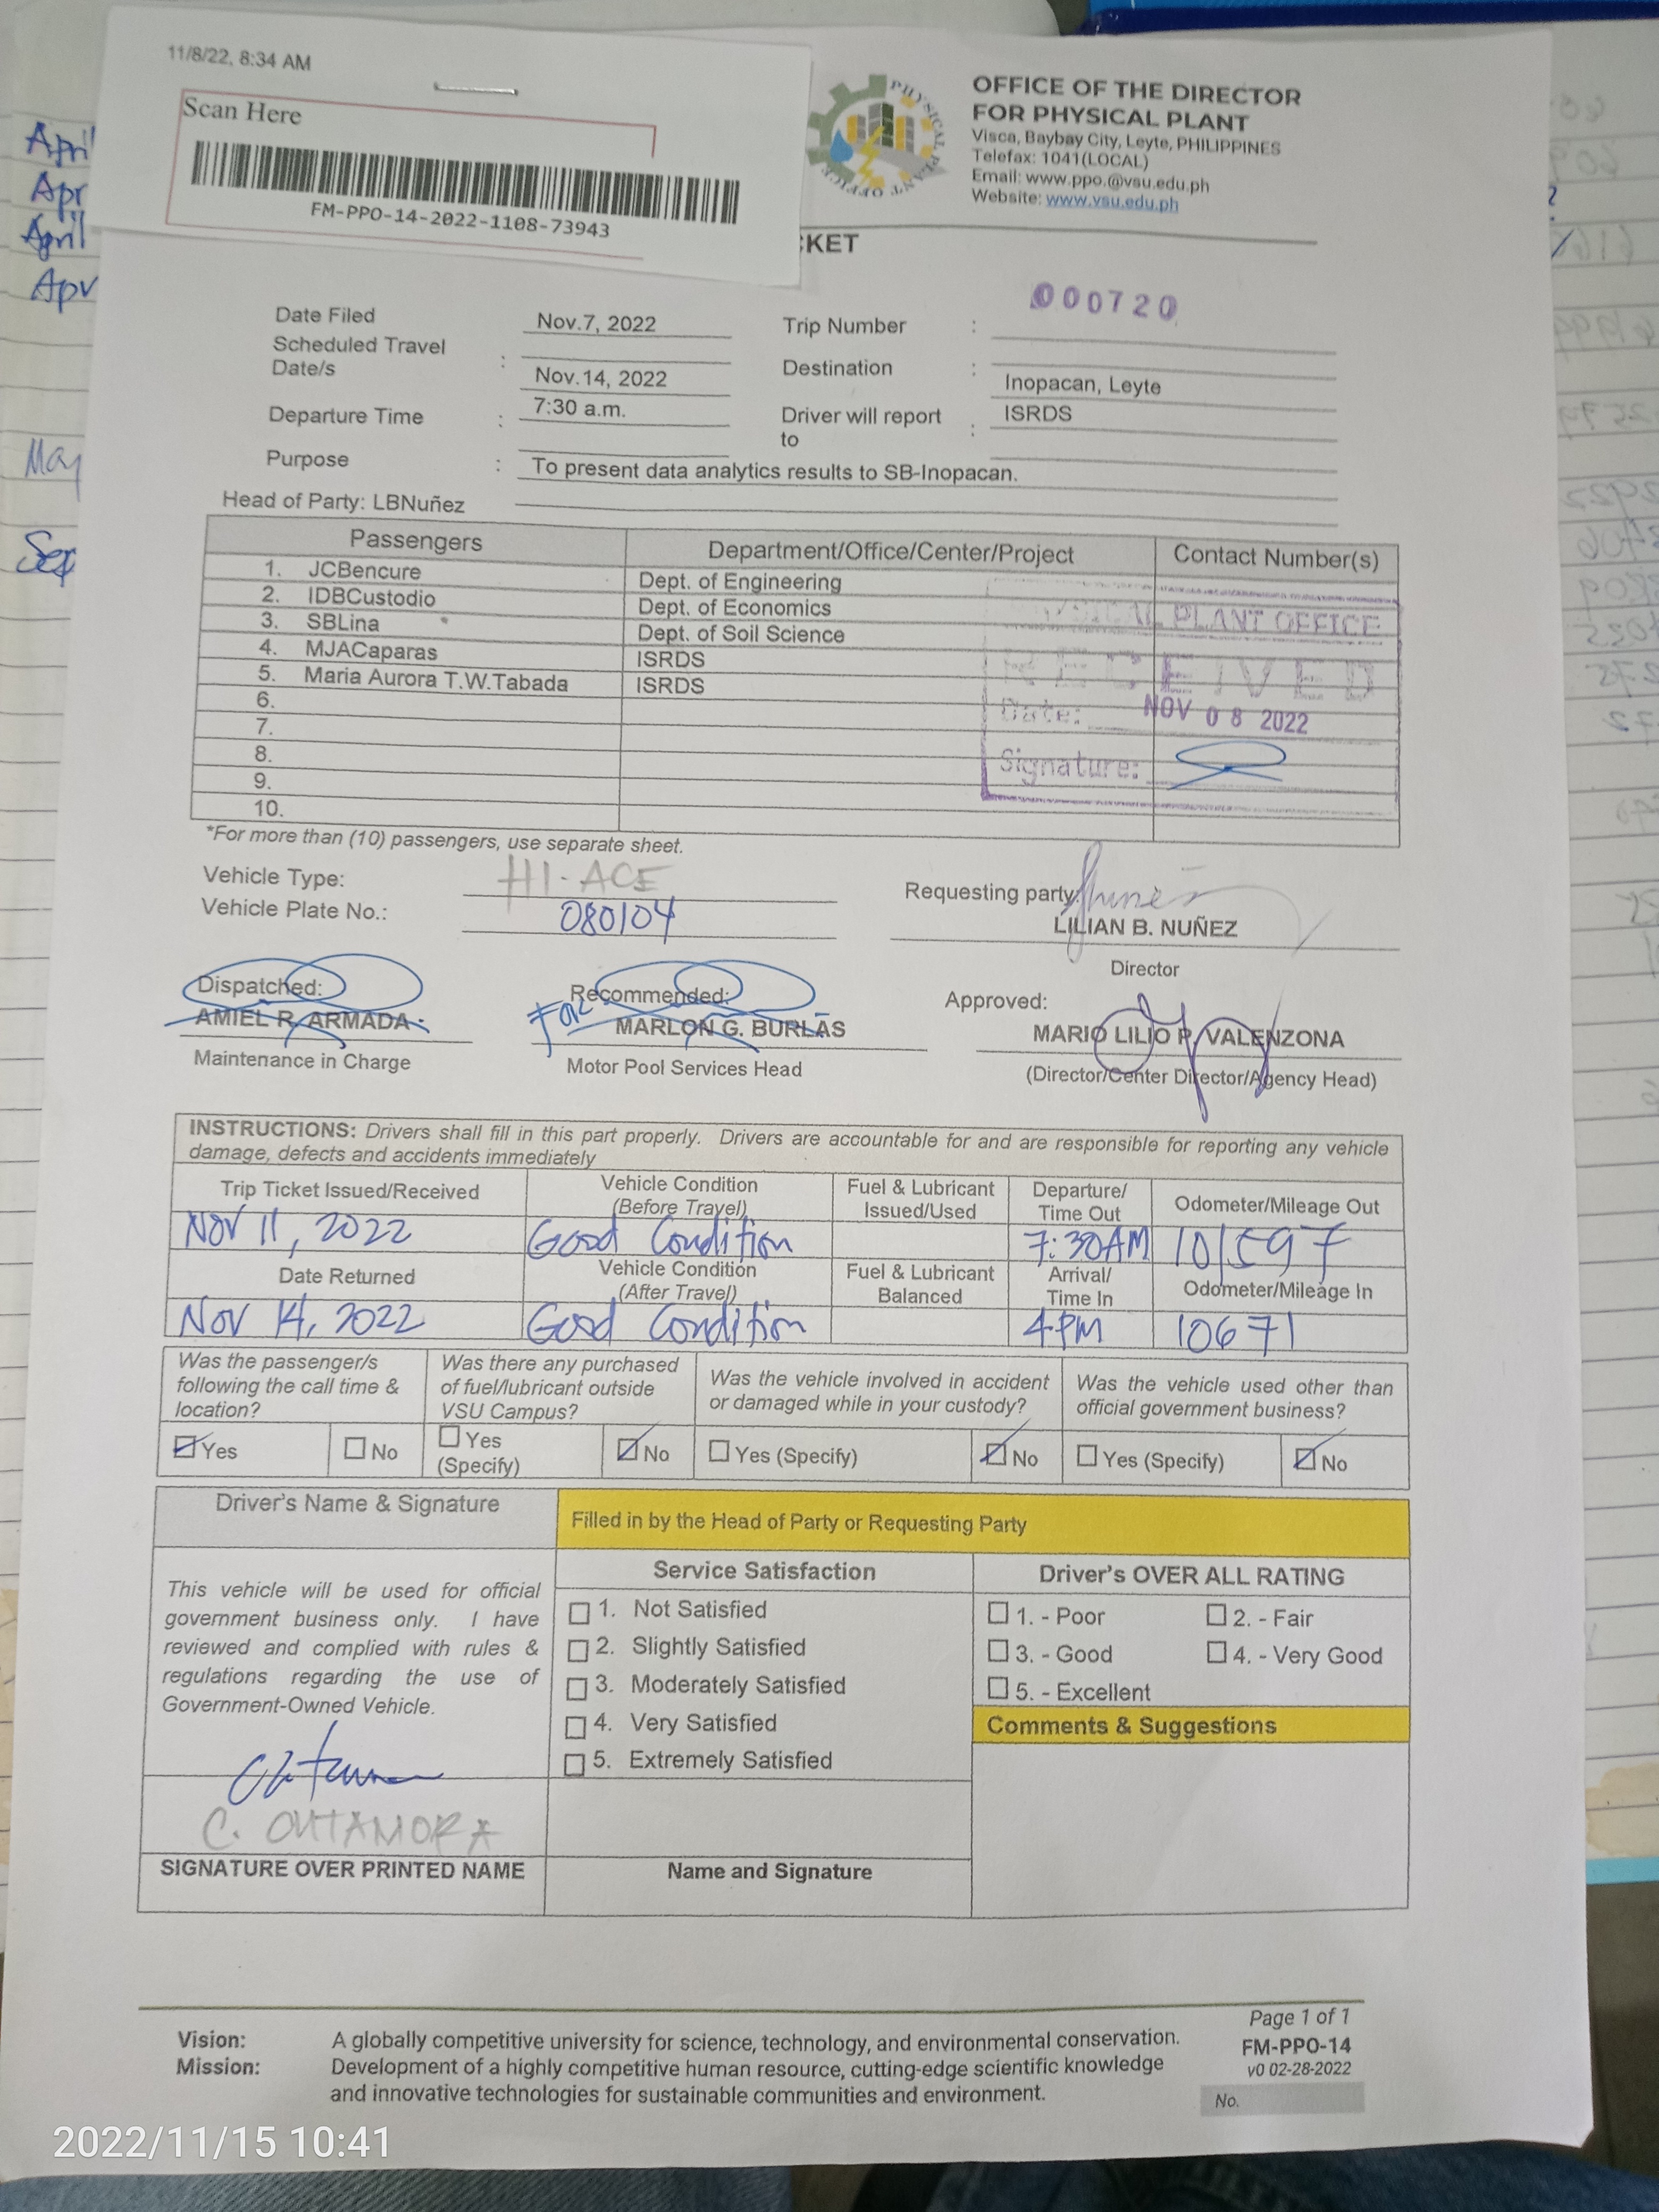 11/8/22, 8:34 AM
Scan Here
FM-PPO-14-2022-1108-73943
PHYSICAL PLANT OFFICE
OFFICE OF THE DIRECTOR
FOR PHYSICAL PLANT
Visca, Baybay City, Leyte, PHILIPPINES
Telefax: 1041(LOCAL)
Email: www.ppo.@vsu.edu.ph
Website: www.vsu.edu.ph
April
Apr
April
Apr
May
Sep
CKET
000720
Date Filed Nov.7, 2022 Trip Number :
Scheduled Travel Date/s : Nov.14, 2022 Destination : Inopacan, Leyte
Departure Time : 7:30 a.m. Driver will report to : ISRDS
Purpose : To present data analytics results to SB-Inopacan.
Head of Party: LBNuñez
Passengers Department/Office/Center/Project Contact Number(s)
1. JCBencure Dept. of Engineering
2. IDBCustodio Dept. of Economics
3. SBLina Dept. of Soil Science
4. MJACaparas ISRDS
5. Maria Aurora T.W.Tabada ISRDS
6.
7.
8.
9.
10.
PLANT OFFICE
RECEIVED
Date: NOV 08 2022
Signature:
*For more than (10) passengers, use separate sheet.
Vehicle Type: HI-ACE
Vehicle Plate No.: 080104
Requesting party:
LILIAN B. NUÑEZ
Director
Dispatched:
AMIEL R. ARMADA
Maintenance in Charge
Recommended:
For MARLON G. BURLAS
Motor Pool Services Head
Approved:
MARIO LILIO P. VALENZONA
(Director/Center Director/Agency Head)
INSTRUCTIONS: Drivers shall fill in this part properly. Drivers are accountable for and are responsible for reporting any vehicle
damage, defects and accidents immediately
Trip Ticket Issued/Received Vehicle Condition (Before Travel) Fuel & Lubricant Issued/Used Departure/ Time Out Odometer/Mileage Out
Nov 11, 2022 Good Condition 7:30AM 10597
Date Returned Vehicle Condition (After Travel) Fuel & Lubricant Balanced Arrival/ Time In Odometer/Mileage In
Nov 14, 2022 Good Condition 4PM 10671
Was the passenger/s following the call time & location?
Yes No
Was there any purchased of fuel/lubricant outside VSU Campus?
Yes (Specify) No
Was the vehicle involved in accident or damaged while in your custody?
Yes (Specify) No
Was the vehicle used other than official government business?
Yes (Specify) No
Driver's Name & Signature
Filled in by the Head of Party or Requesting Party
This vehicle will be used for official
government business only. I have
reviewed and complied with rules &
regulations regarding the use of
Government-Owned Vehicle.
SIGNATURE OVER PRINTED NAME
Service Satisfaction
1. Not Satisfied
2. Slightly Satisfied
3. Moderately Satisfied
4. Very Satisfied
5. Extremely Satisfied
Name and Signature
Driver's OVER ALL RATING
1. - Poor 2. - Fair
3. - Good 4. - Very Good
5. - Excellent
Comments & Suggestions
Page 1 of 1
FM-PPO-14
v0 02-28-2022
No.
Vision: A globally competitive university for science, technology, and environmental conservation.
Mission: Development of a highly competitive human resource, cutting-edge scientific knowledge
and innovative technologies for sustainable communities and environment.
2022/11/15 10:41